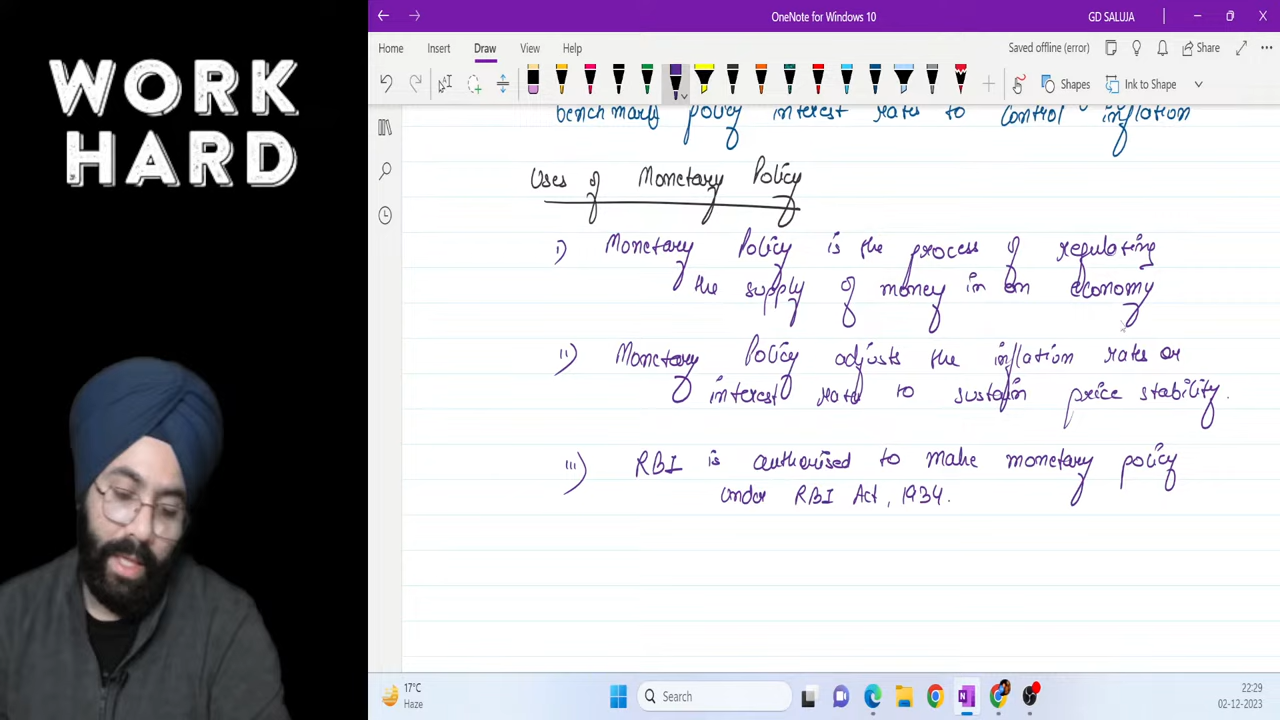 WORK
HARD
OneNote for Windows 10
GD SALUJA
Home Insert Draw View Help
Saved offline (error)
Share
Shapes
Ink to Shape
benchmark policy interest rates to control inflation
Uses of Monetary Policy
i) Monetary Policy is the process of regulating
the supply of money in an economy
ii) Monetary Policy adjusts the inflation rates or
interest rates to sustain price stability.
iii) RBI is authorised to make monetary policy
under RBI Act, 1934.
17°C
Haze
Search
22:29
02-12-2023